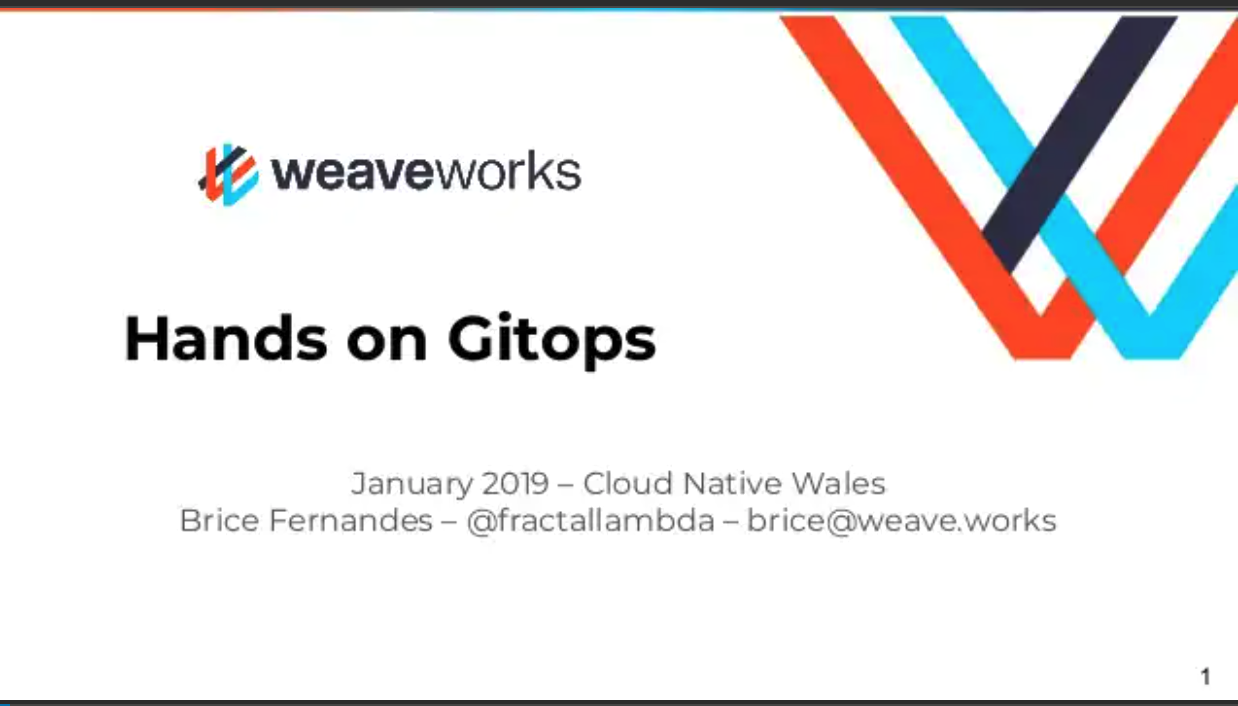 weaveworks
Hands on Gitops
January 2019 – Cloud Native Wales
Brice Fernandes – @fractallambda – brice@weave.works
1